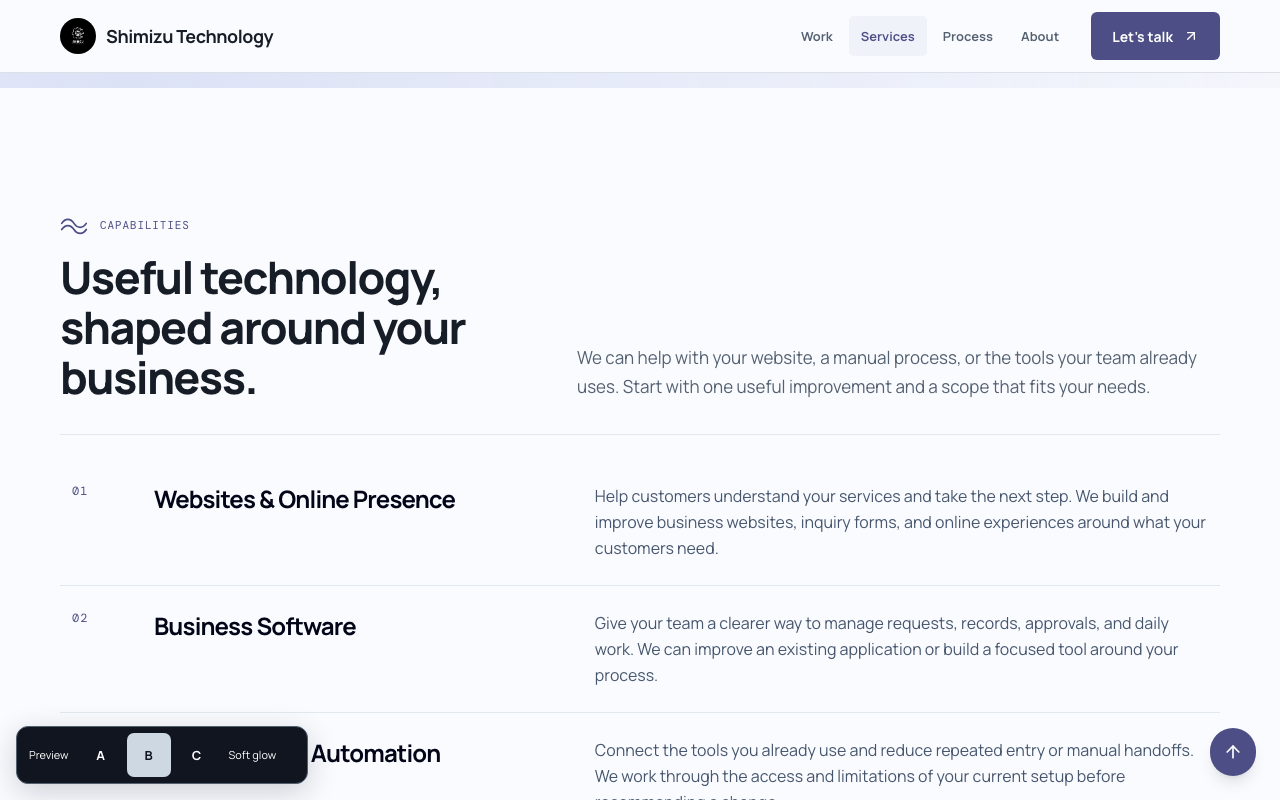 Shimizu Technology
Work
Services
Process
About
Let's talk
CAPABILITIES
Useful technology,
shaped around your
business.
We can help with your website, a manual process, or the tools your team already
uses. Start with one useful improvement and a scope that fits your needs.
01
Websites & Online Presence
Help customers understand your services and take the next step. We build and
improve business websites, inquiry forms, and online experiences around what your
customers need.
02
Business Software
Give your team a clearer way to manage requests, records, approvals, and daily
work. We can improve an existing application or build a focused tool around your
process.
Automation
Connect the tools you already use and reduce repeated entry or manual handoffs.
We work through the access and limitations of your current setup before
Preview
A
B
C
Soft glow